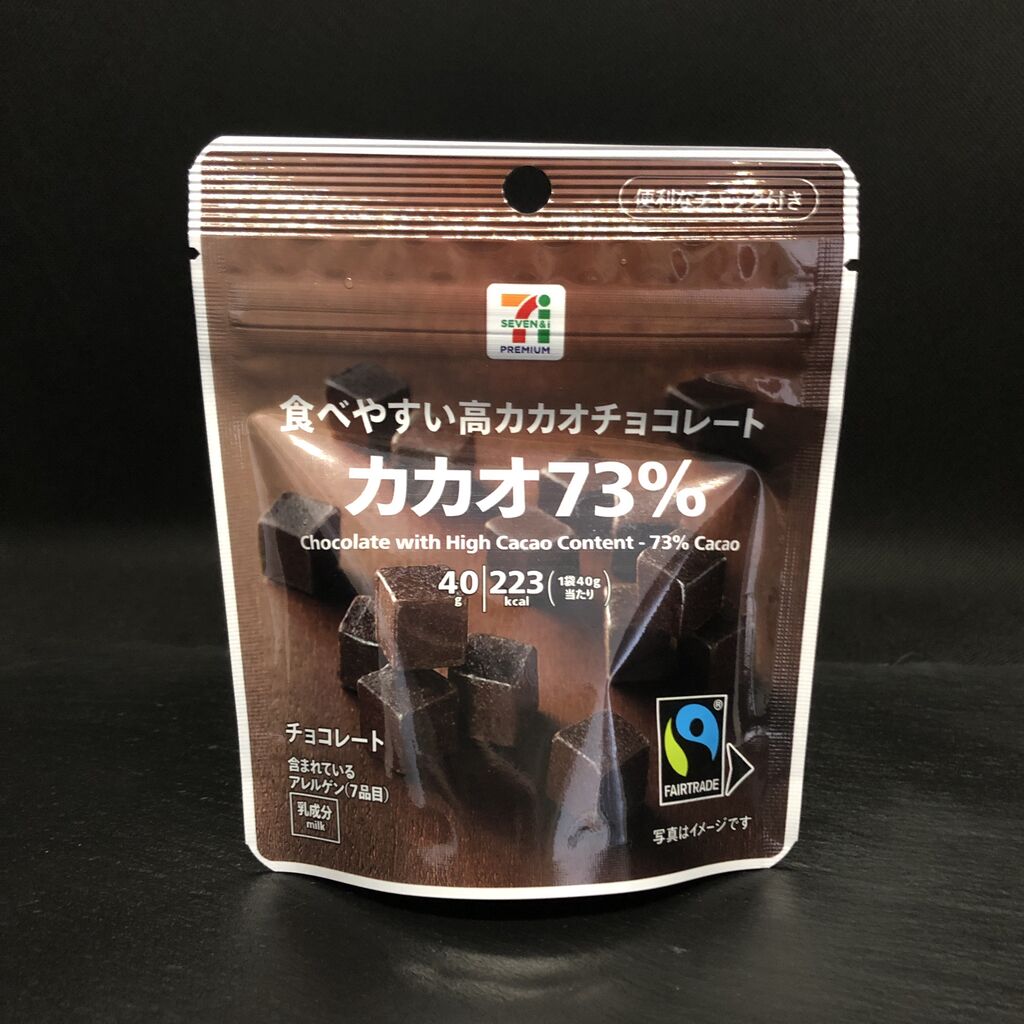 便利なチャック付き
7i
SEVEN&i
PREMIUM
食べやすい高カカオチョコレート
カカオ73%
Chocolate with High Cacao Content - 73% Cacao
40g 223kcal (1袋40g当たり)
チョコレート
含まれている
アレルゲン(7品目)
乳成分
milk
®
FAIRTRADE
写真はイメージです